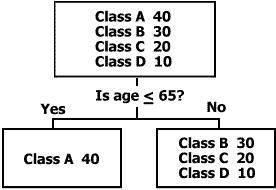 Class A 40
Class B 30
Class C 20
Class D 10
Is age ≤ 65?
Yes
No
Class A 40
Class B 30
Class C 20
Class D 10